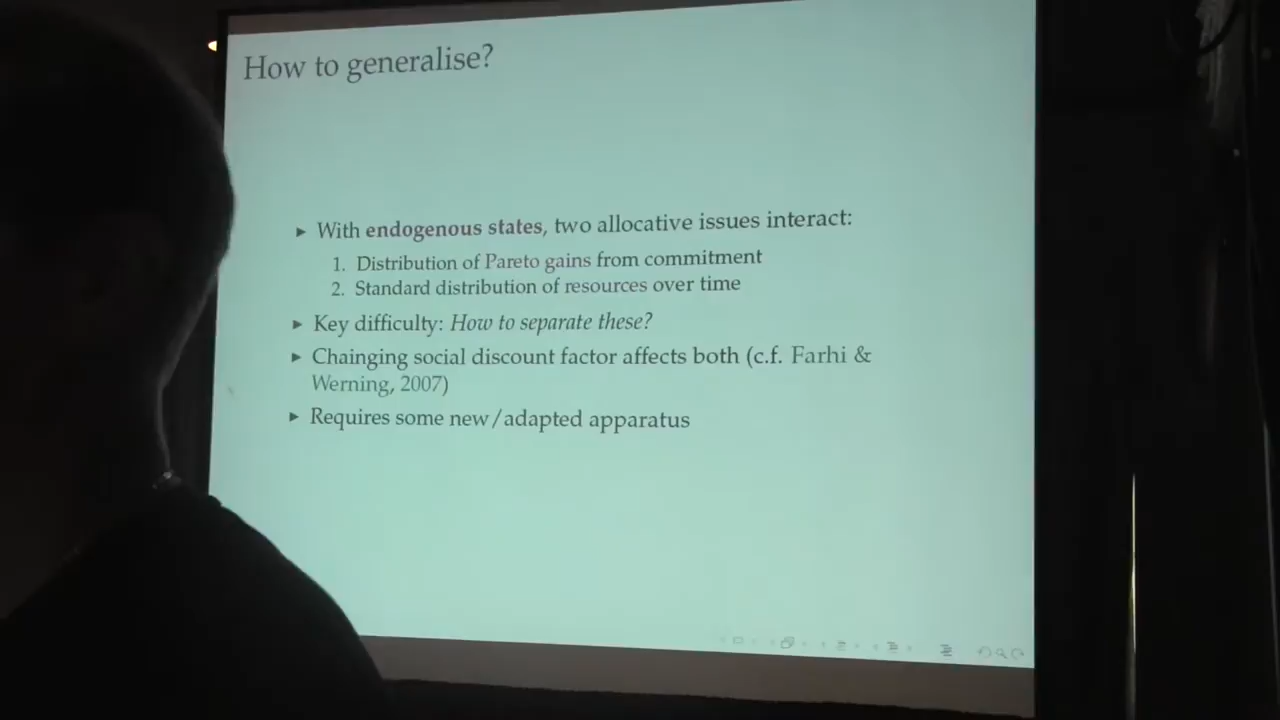 How to generalise?
▸ With endogenous states, two allocative issues interact:
1. Distribution of Pareto gains from commitment
2. Standard distribution of resources over time
▸ Key difficulty: How to separate these?
▸ Chainging social discount factor affects both (c.f. Farhi &
Werning, 2007)
▸ Requires some new/adapted apparatus